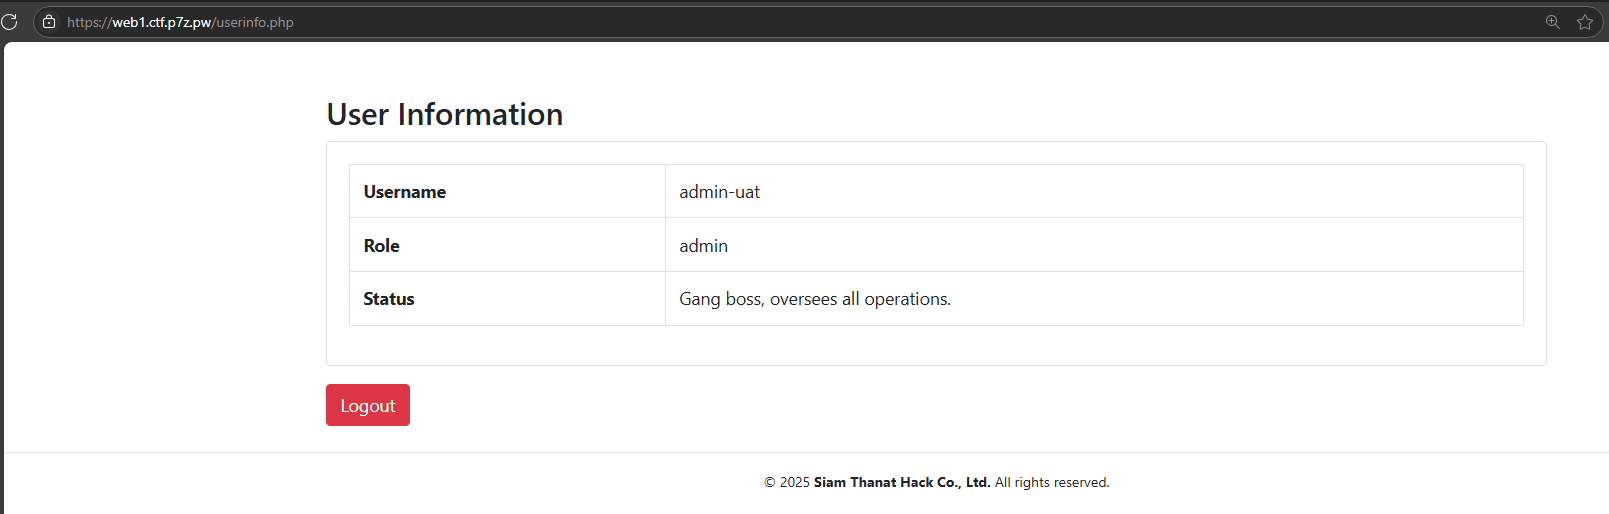 https://web1.ctf.p7z.pw/userinfo.php
User Information
Username admin-uat
Role admin
Status Gang boss, oversees all operations.
Logout
© 2025 Siam Thanat Hack Co., Ltd. All rights reserved.